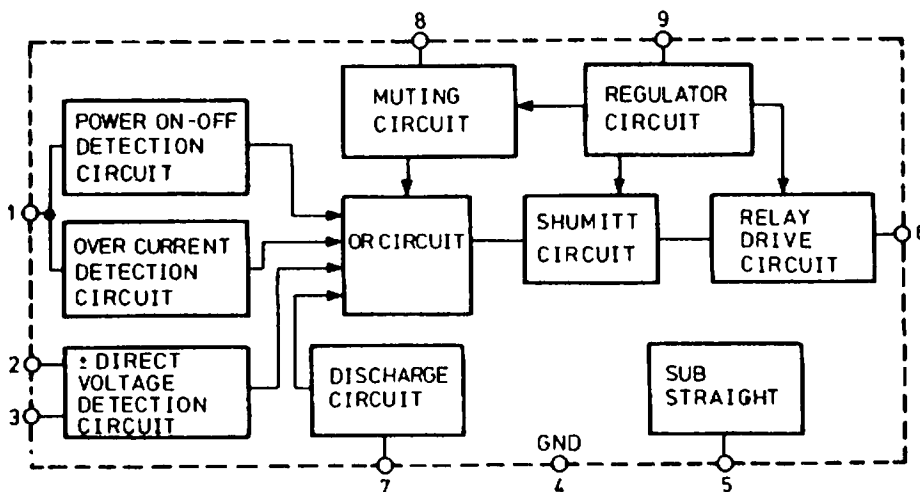 8
9
MUTING
CIRCUIT
REGULATOR
CIRCUIT
POWER ON-OFF
DETECTION
CIRCUIT
1
OVER CURRENT
DETECTION
CIRCUIT
OR CIRCUIT
SHUMITT
CIRCUIT
RELAY
DRIVE
CIRCUIT
6
2
3
± DIRECT
VOLTAGE
DETECTION
CIRCUIT
DISCHARGE
CIRCUIT
SUB
STRAIGHT
GND
7
4
5